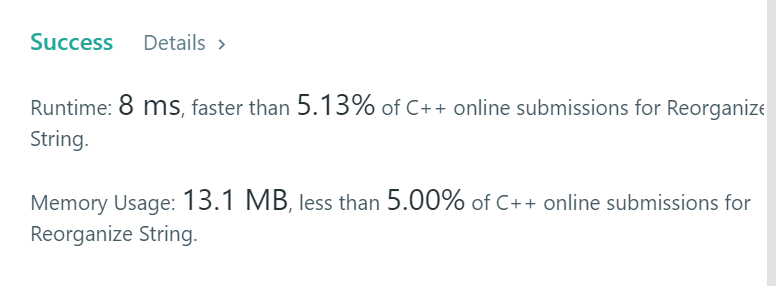 Success Details >
Runtime: 8 ms, faster than 5.13% of C++ online submissions for Reorganize
String.
Memory Usage: 13.1 MB, less than 5.00% of C++ online submissions for
Reorganize String.